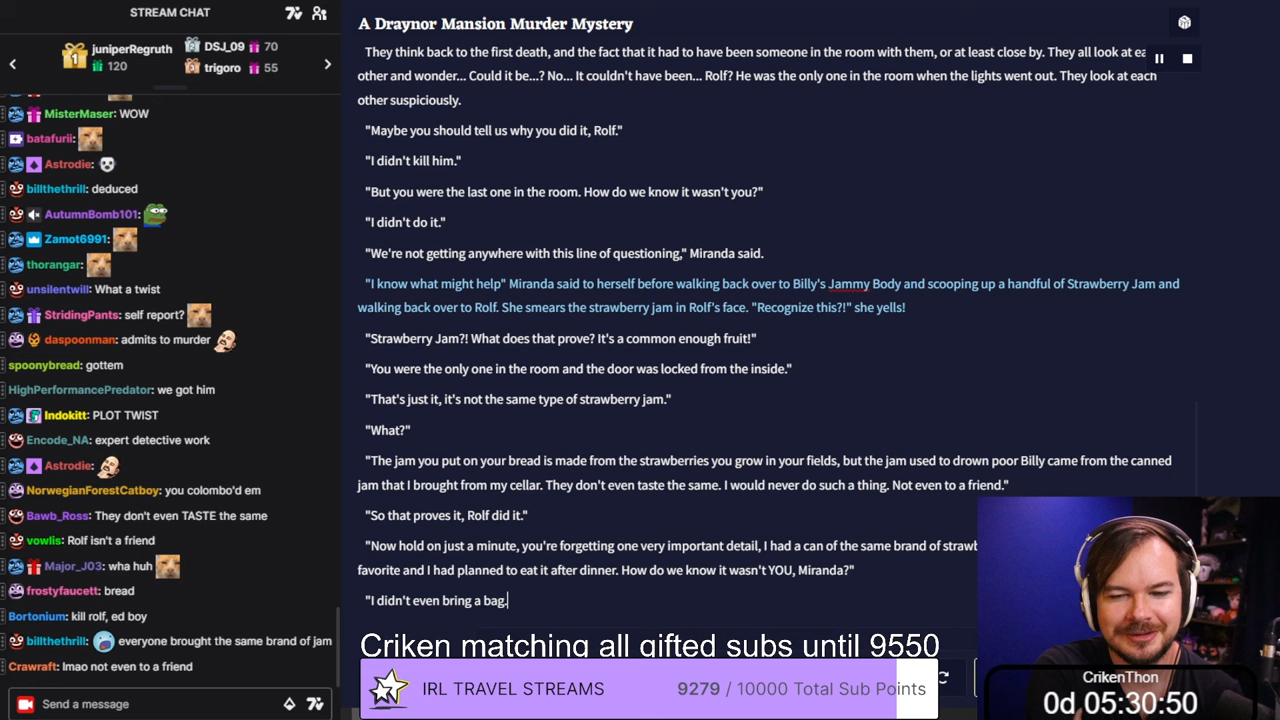 STREAM CHAT
juniperRegruth
120
DSJ_09 70
trigoro 55
MisterMaser: WOW
batafurii:
Astrodie:
billthethrill: deduced
AutumnBomb101:
Zamot6991:
thorangar:
unsilentwill: What a twist
StridingPants: self report?
daspoonman: admits to murder
spoonybread: gottem
HighPerformancePredator: we got him
Indokitt: PLOT TWIST
Encode_NA: expert detective work
Astrodie:
NorwegianForestCatboy: you colombo'd em
Bawb_Ross: They don't even TASTE the same
vowlis: Rolf isn't a friend
Major_J03: wha huh
frostyfaucett: bread
Bortonium: kill rolf, ed boy
billthethrill: everyone brought the same brand of jam
Crawraft: lmao not even to a friend
Send a message
A Draynor Mansion Murder Mystery
They think back to the first death, and the fact that it had to have been someone in the room with them, or at least close by. They all look at
other and wonder... Could it be...? No... It couldn't have been... Rolf? He was the only one in the room when the lights went out. They look at each
other suspiciously.
"Maybe you should tell us why you did it, Rolf."
"I didn't kill him."
"But you were the last one in the room. How do we know it wasn't you?"
"I didn't do it."
"We're not getting anywhere with this line of questioning," Miranda said.
"I know what might help" Miranda said to herself before walking back over to Billy's Jammy Body and scooping up a handful of Strawberry Jam and
walking back over to Rolf. She smears the strawberry jam in Rolf's face. "Recognize this?!" she yells!
"Strawberry Jam?! What does that prove? It's a common enough fruit!"
"You were the only one in the room and the door was locked from the inside."
"That's just it, it's not the same type of strawberry jam."
"What?"
"The jam you put on your bread is made from the strawberries you grow in your fields, but the jam used to drown poor Billy came from the canned
jam that I brought from my cellar. They don't even taste the same. I would never do such a thing. Not even to a friend."
"So that proves it, Rolf did it."
"Now hold on just a minute, you're forgetting one very important detail, I had a can of the same brand of
favorite and I had planned to eat it after dinner. How do we know it wasn't YOU, Miranda?"
"I didn't even bring a bag.
Criken matching all gifted subs until 9550
IRL TRAVEL STREAMS 9279 / 10000 Total Sub Points
CrikenThon
0d 05:30:50